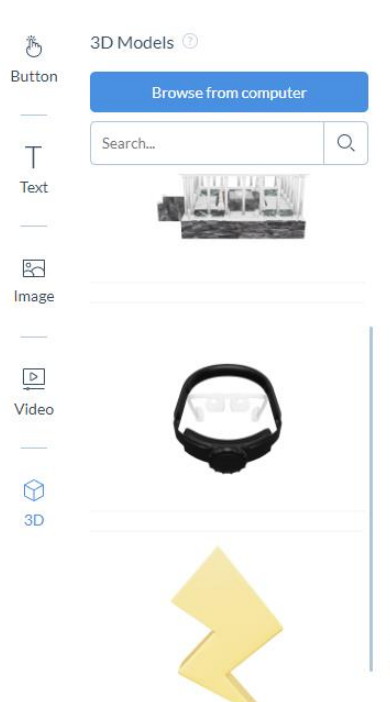 3D Models
Button
Browse from computer
Search...
Text
Image
Video
3D